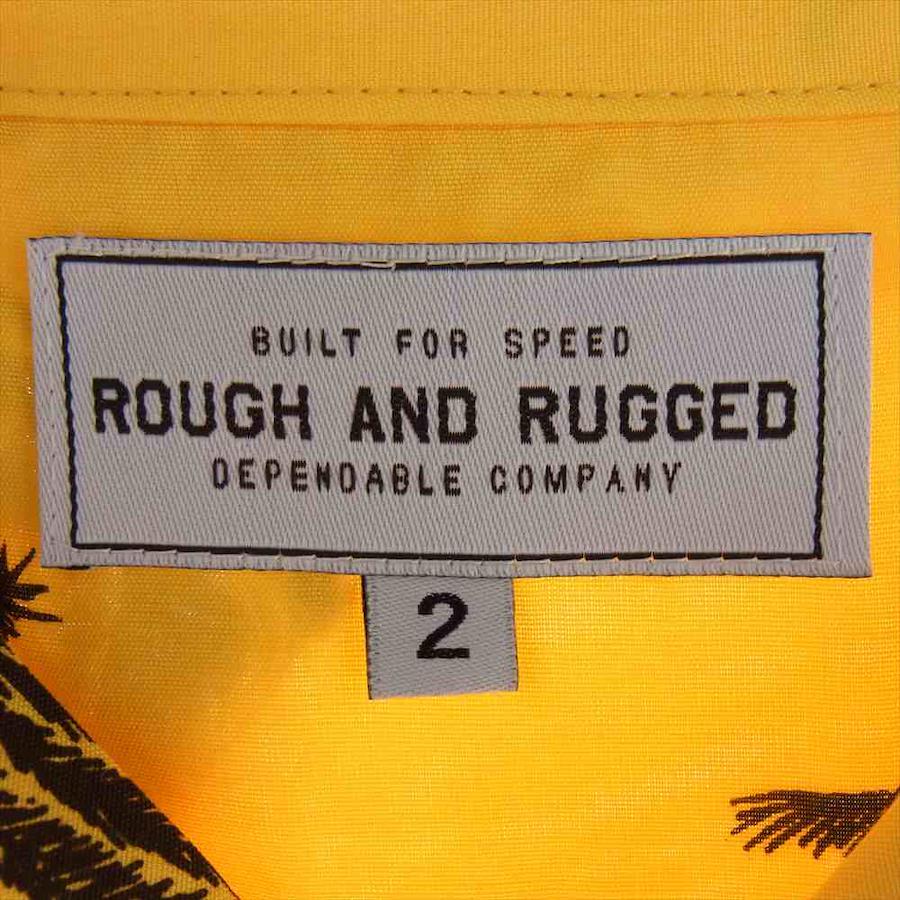 BUILT FOR SPEED
ROUGH AND RUGGED
DEPENDABLE COMPANY
2